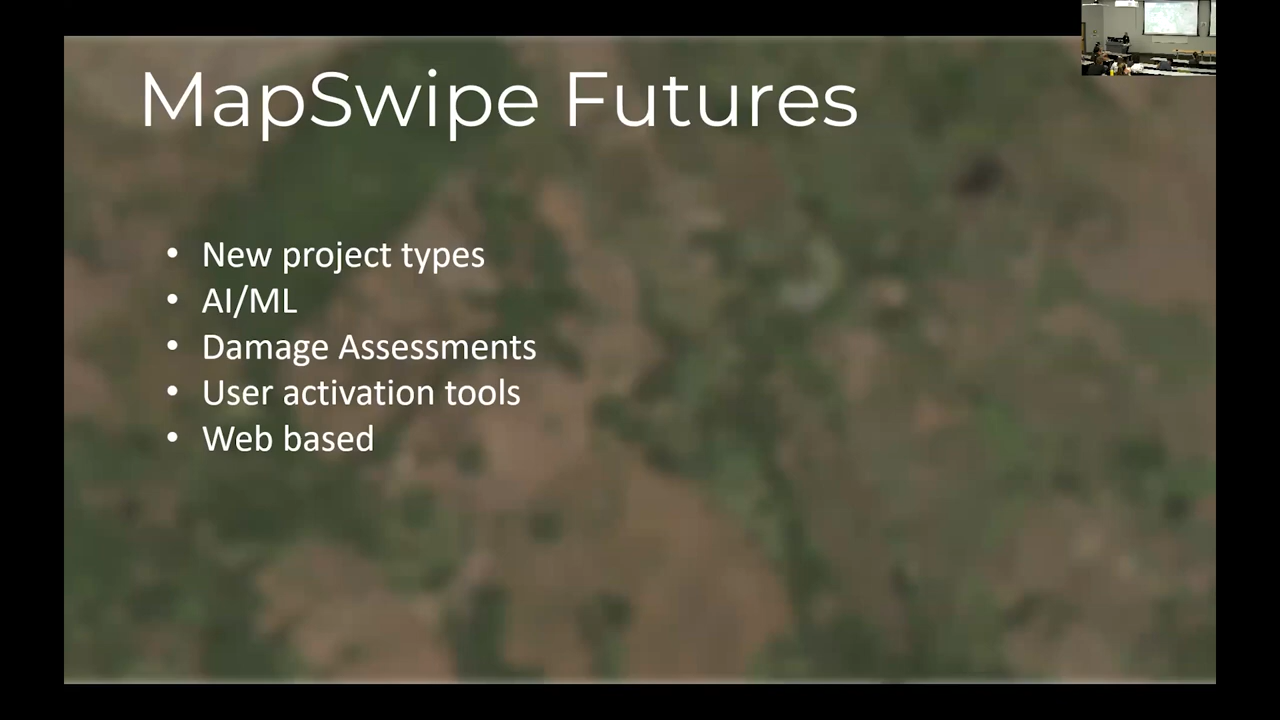 MapSwipe Futures
• New project types
• AI/ML
• Damage Assessments
• User activation tools
• Web based